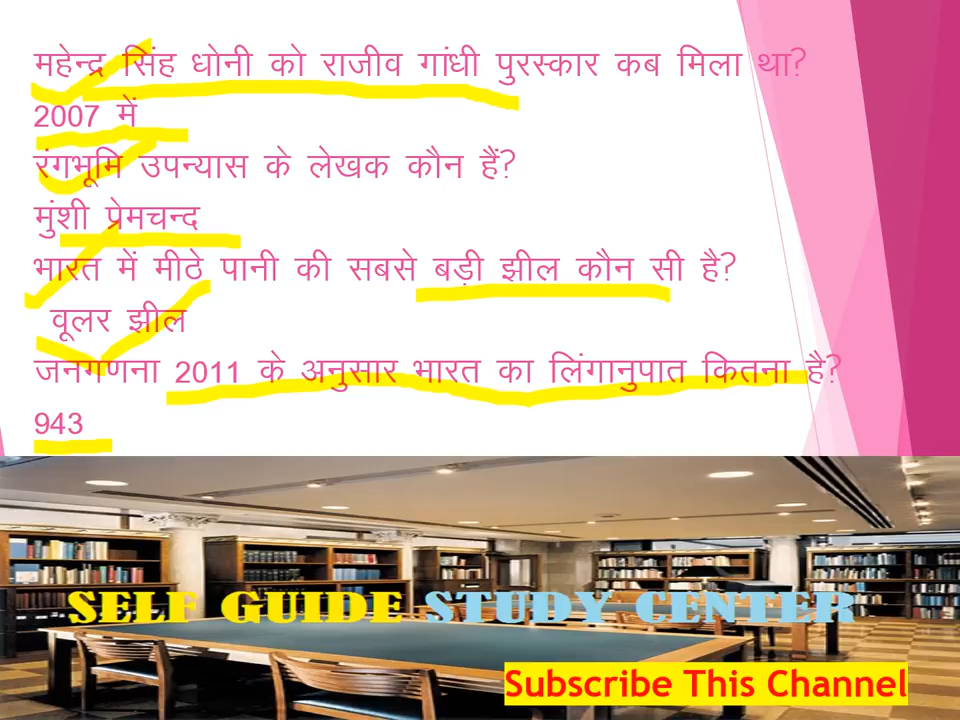 महेन्द्र सिंह धोनी को राजीव गांधी पुरस्कार कब मिला था?
2007 में
रंगभूमि उपन्यास के लेखक कौन हैं?
मुंशी प्रेमचन्द
भारत में मीठे पानी की सबसे बड़ी झील कौन सी है?
वूलर झील
जनगणना 2011 के अनुसार भारत का लिंगानुपात कितना है?
943
SELF GUIDE STUDY CENTER
Subscribe This Channel